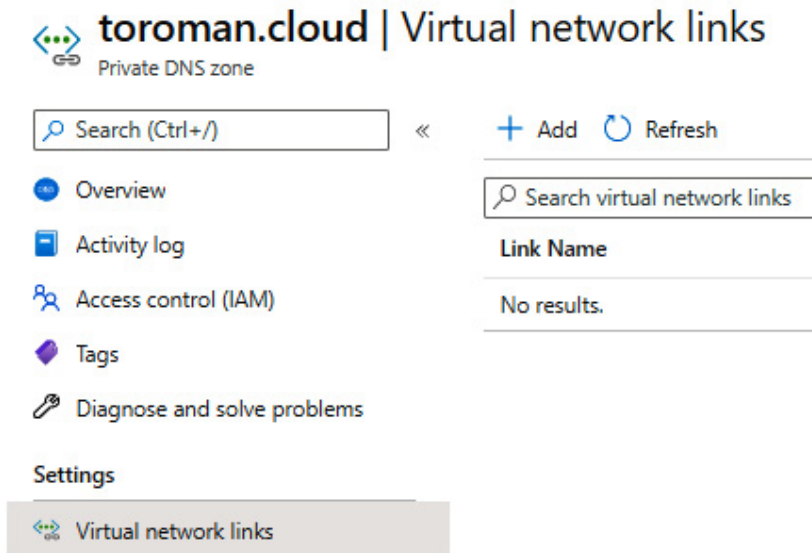 toroman.cloud | Virtual network links
Private DNS zone
Search (Ctrl+/)
«
Add
Refresh
Overview
Search virtual network links
Activity log
Link Name
Access control (IAM)
No results.
Tags
Diagnose and solve problems
Settings
Virtual network links